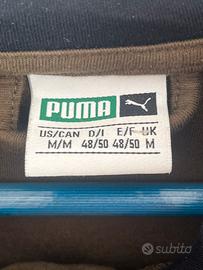 PUMA
US/CAN D/I E/F UK
M/M 48/50 48/50 M
subito